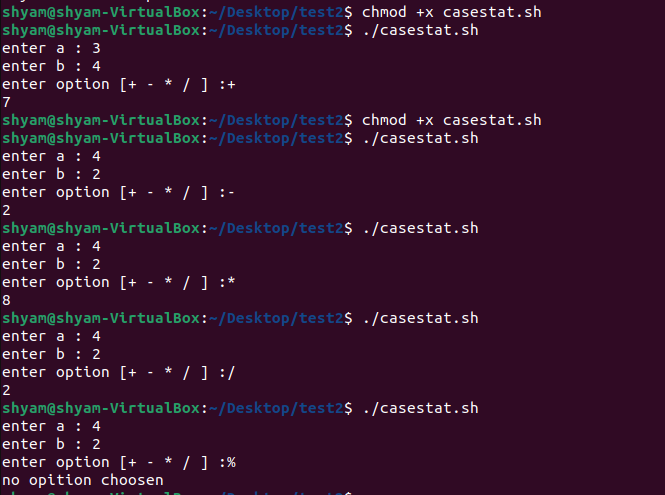 shyam@shyam-VirtualBox:~/Desktop/test2$ chmod +x casestat.sh
shyam@shyam-VirtualBox:~/Desktop/test2$ ./casestat.sh
enter a : 3
enter b : 4
enter option [+ - * / ] :+
7
shyam@shyam-VirtualBox:~/Desktop/test2$ chmod +x casestat.sh
shyam@shyam-VirtualBox:~/Desktop/test2$ ./casestat.sh
enter a : 4
enter b : 2
enter option [+ - * / ] :-
2
shyam@shyam-VirtualBox:~/Desktop/test2$ ./casestat.sh
enter a : 4
enter b : 2
enter option [+ - * / ] :*
8
shyam@shyam-VirtualBox:~/Desktop/test2$ ./casestat.sh
enter a : 4
enter b : 2
enter option [+ - * / ] :/
2
shyam@shyam-VirtualBox:~/Desktop/test2$ ./casestat.sh
enter a : 4
enter b : 2
enter option [+ - * / ] :%
no opition choosen